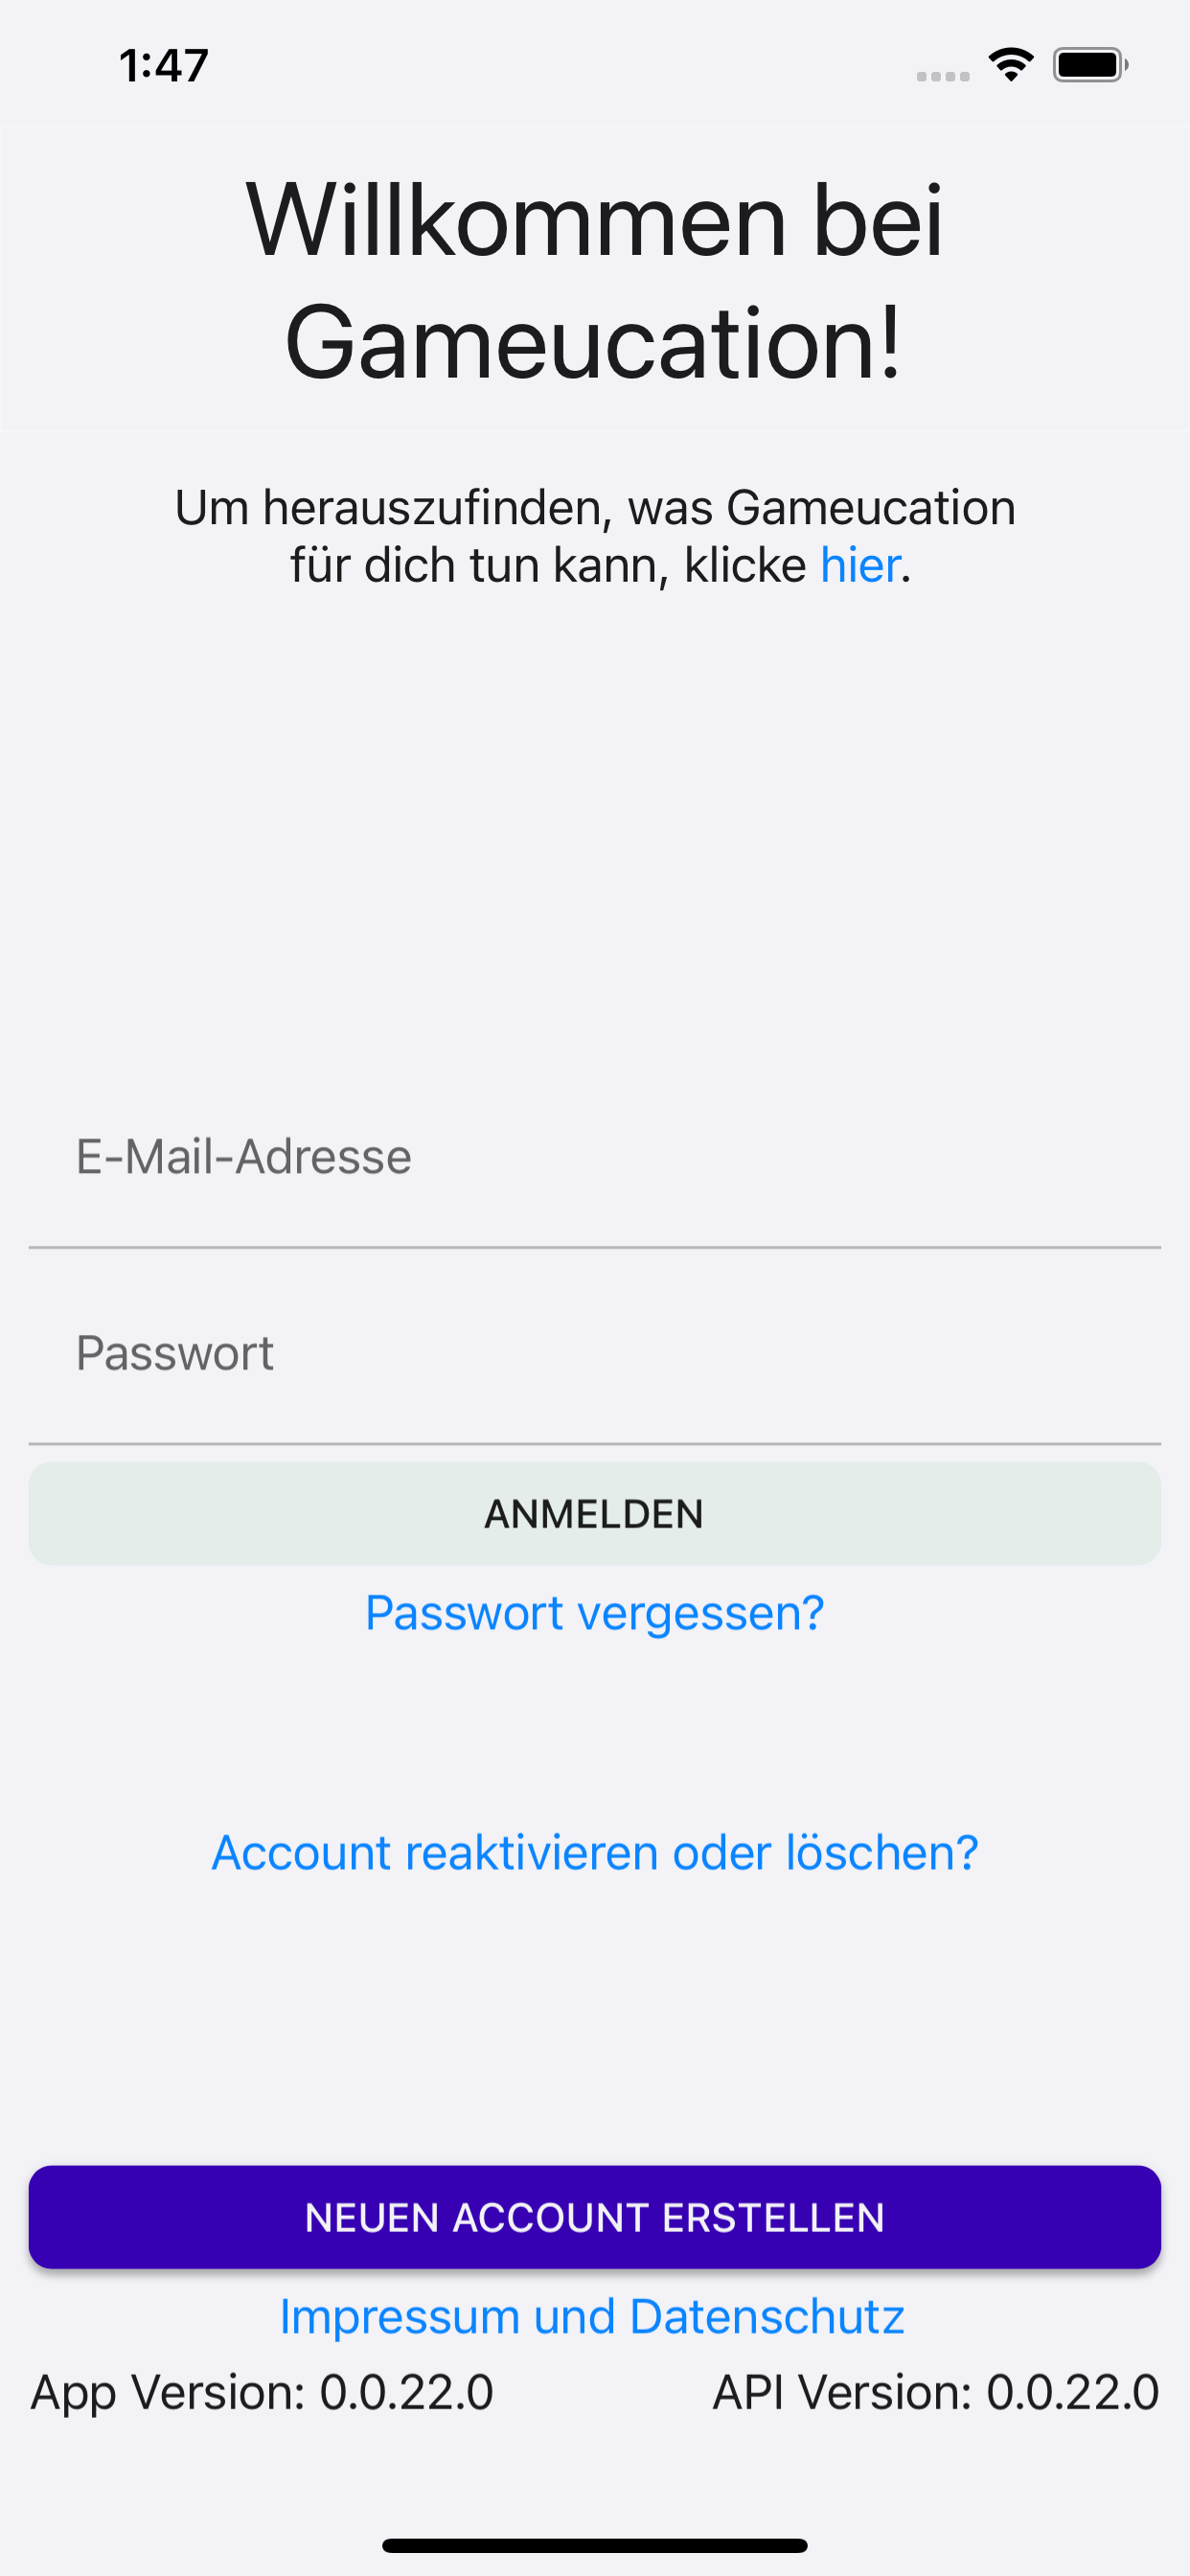 1:47
Willkommen bei
Gameucation!
Um herauszufinden, was Gameucation
für dich tun kann, klicke hier.
E-Mail-Adresse
Passwort
ANMELDEN
Passwort vergessen?
Account reaktivieren oder löschen?
NEUEN ACCOUNT ERSTELLEN
Impressum und Datenschutz
App Version: 0.0.22.0 API Version: 0.0.22.0